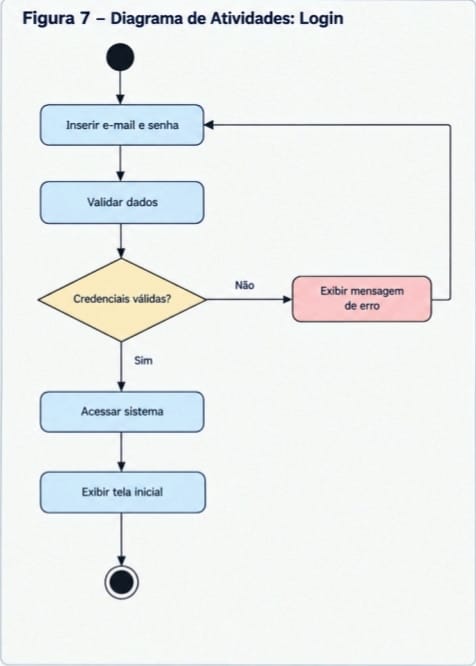 Figura 7 – Diagrama de Atividades: Login
Inserir e-mail e senha
Validar dados
Credenciais válidas?
Não
Exibir mensagem
de erro
Sim
Acessar sistema
Exibir tela inicial